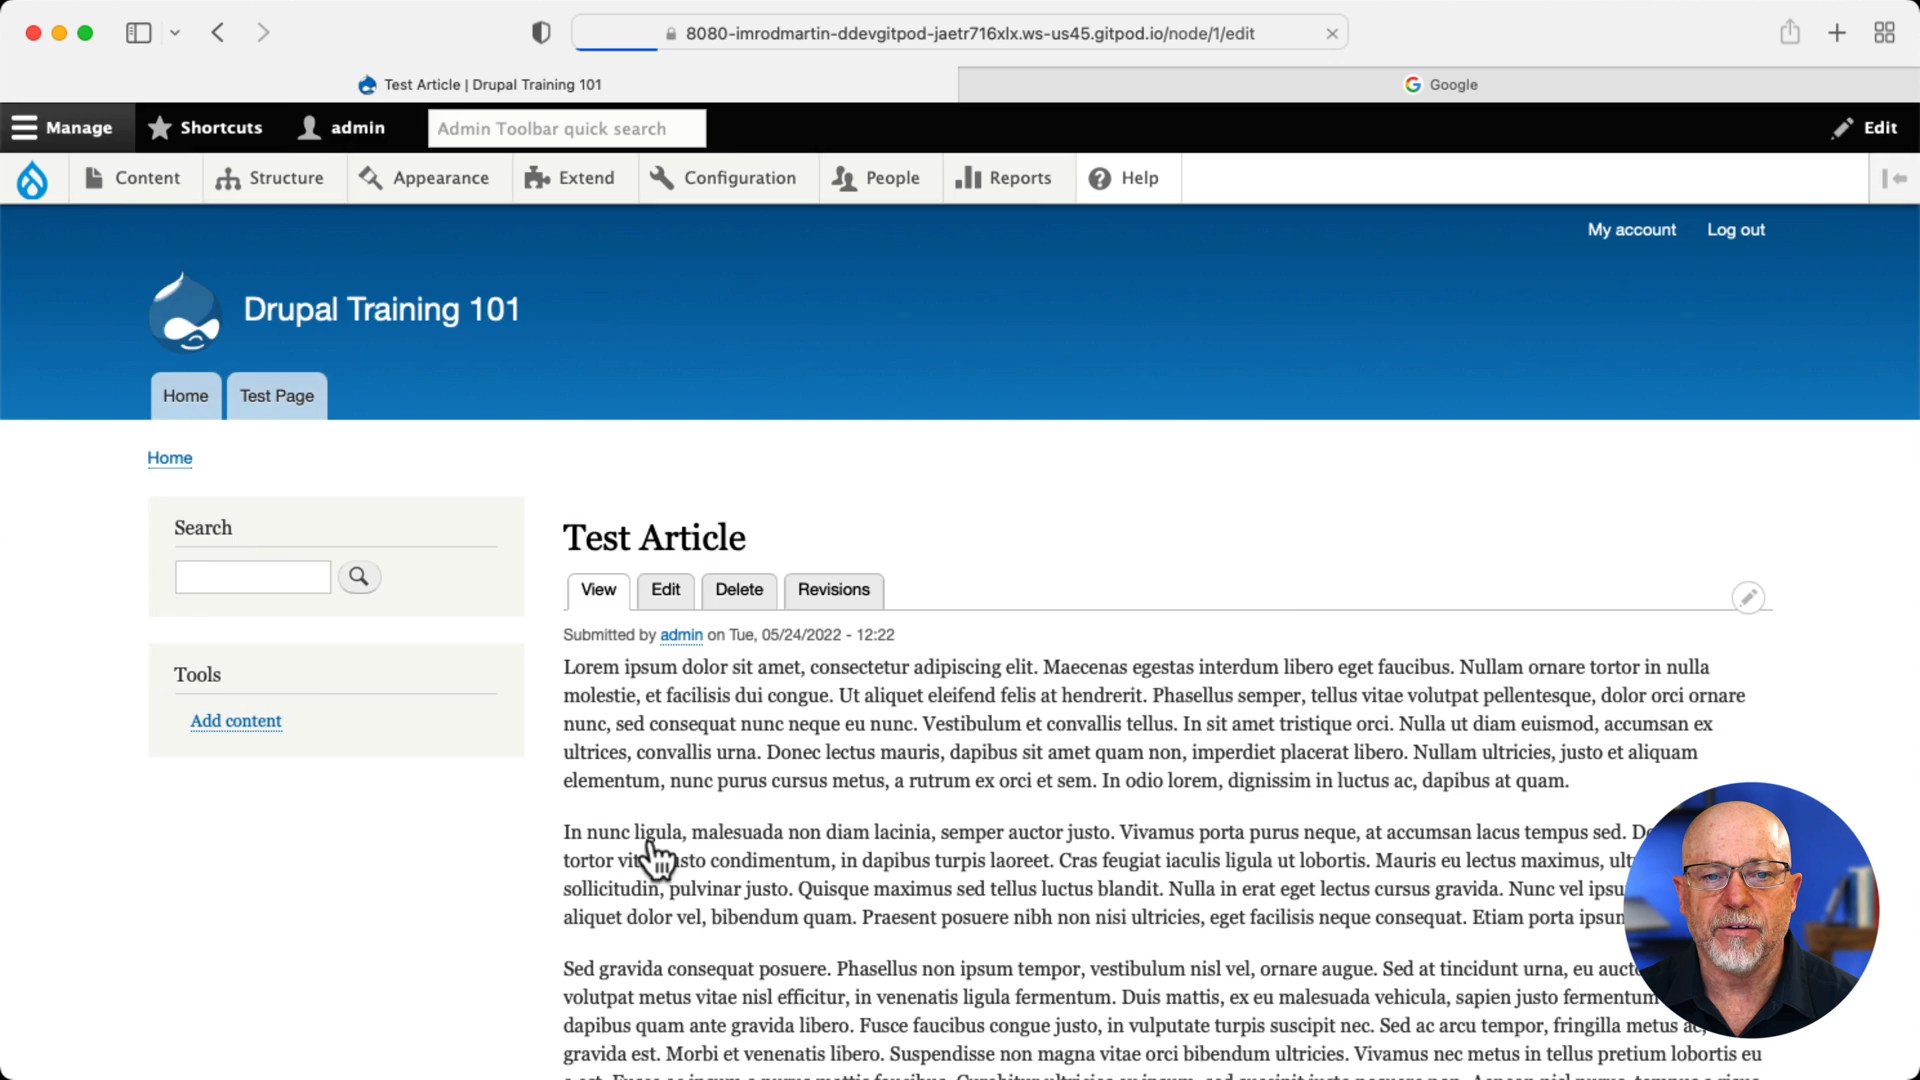 8080-imrodmartin-ddevgitpod-jaetr716xlx.ws-us45.gitpod.io/node/1/edit
Test Article | Drupal Training 101
Google
Manage
Shortcuts
admin
Admin Toolbar quick search
Edit
Content
Structure
Appearance
Extend
Configuration
People
Reports
Help
My account
Log out
Drupal Training 101
Home
Test Page
Home
Search
Tools
Add content
Test Article
View
Edit
Delete
Revisions
Submitted by admin on Tue, 05/24/2022 - 12:22
Lorem ipsum dolor sit amet, consectetur adipiscing elit. Maecenas egestas interdum libero eget faucibus. Nullam ornare tortor in nulla
molestie, et facilisis dui congue. Ut aliquet eleifend felis at hendrerit. Phasellus semper, tellus vitae volutpat pellentesque, dolor orci ornare
nunc, sed consequat nunc neque eu nunc. Vestibulum et convallis tellus. In sit amet tristique orci. Nulla ut diam euismod, accumsan ex
ultrices, convallis urna. Donec lectus mauris, dapibus sit amet quam non, imperdiet placerat libero. Nullam ultricies, justo et aliquam
elementum, nunc purus cursus metus, a rutrum ex orci et sem. In odio lorem, dignissim in luctus ac, dapibus at quam.
In nunc ligula, malesuada non diam lacinia, semper auctor justo. Vivamus porta purus neque, at accumsan lacus tempus sed.
tortor condimentum, in dapibus turpis laoreet. Cras feugiat iaculis ligula ut lobortis. Mauris eu lectus maximus,
sollicitudin, pulvinar justo. Quisque maximus sed tellus luctus blandit. Nulla in erat eget lectus cursus gravida. Nunc vel
aliquet dolor vel, bibendum quam. Praesent posuere nibh non nisi ultricies, eget facilisis neque consequat. Etiam porta
Sed gravida consequat posuere. Phasellus non ipsum tempor, vestibulum nisl vel, ornare augue. Sed at tincidunt urna, eu
volutpat metus vitae nisl efficitur, in venenatis ligula fermentum. Duis mattis, ex eu malesuada vehicula, sapien justo fermentum
dapibus quam ante gravida libero. Fusce faucibus congue justo, in vulputate turpis suscipit nec. Sed ac arcu tempor, fringilla metus ac,
gravida est. Morbi et venenatis libero. Suspendisse non magna vitae orci bibendum ultricies. Vivamus nec metus in tellus pretium lobortis eu